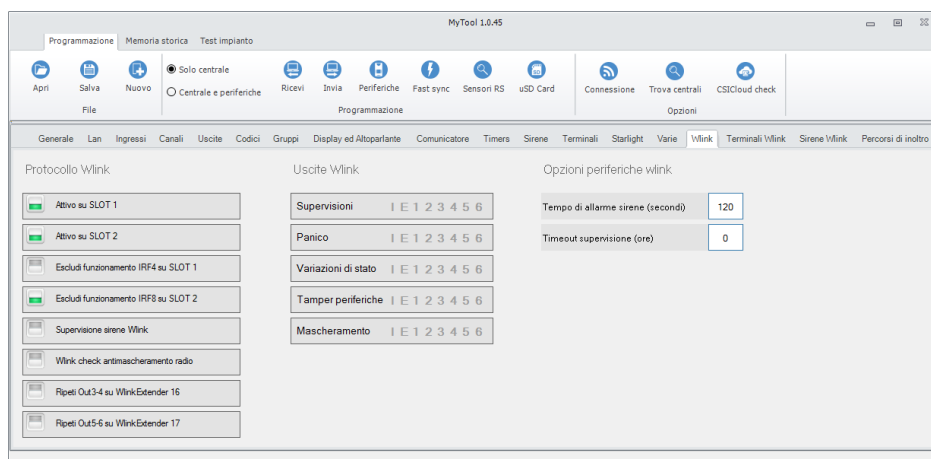 MyTool 1.0.45
Programmazione Memoria storica Test impianto
Apri Salva Nuovo
File
Solo centrale
Centrale e periferiche
Ricevi Invia Periferiche Fast sync Sensori RS uSD Card
Programmazione
Connessione Trova centrali CSICloud check
Opzioni
Generale Lan Ingressi Canali Uscite Codici Gruppi Display ed Altoparlante Comunicatore Timers Sirene Terminali Starlight Varie Wlink Terminali Wlink Sirene Wlink Percorsi di inoltro
Protocollo Wlink
Attivo su SLOT 1
Attivo su SLOT 2
Escludi funzionamento IRF4 su SLOT 1
Escludi funzionamento IRF8 su SLOT 2
Supervisione sirene Wlink
Wlink check antimascheramento radio
Ripeti Out3-4 su WlinkExtender 16
Ripeti Out5-6 su WlinkExtender 17
Uscite Wlink
Supervisioni I E 1 2 3 4 5 6
Panico I E 1 2 3 4 5 6
Variazioni di stato I E 1 2 3 4 5 6
Tamper periferiche I E 1 2 3 4 5 6
Mascheramento I E 1 2 3 4 5 6
Opzioni periferiche wlink
Tempo di allarme sirene (secondi) 120
Timeout supervisione (ore) 0